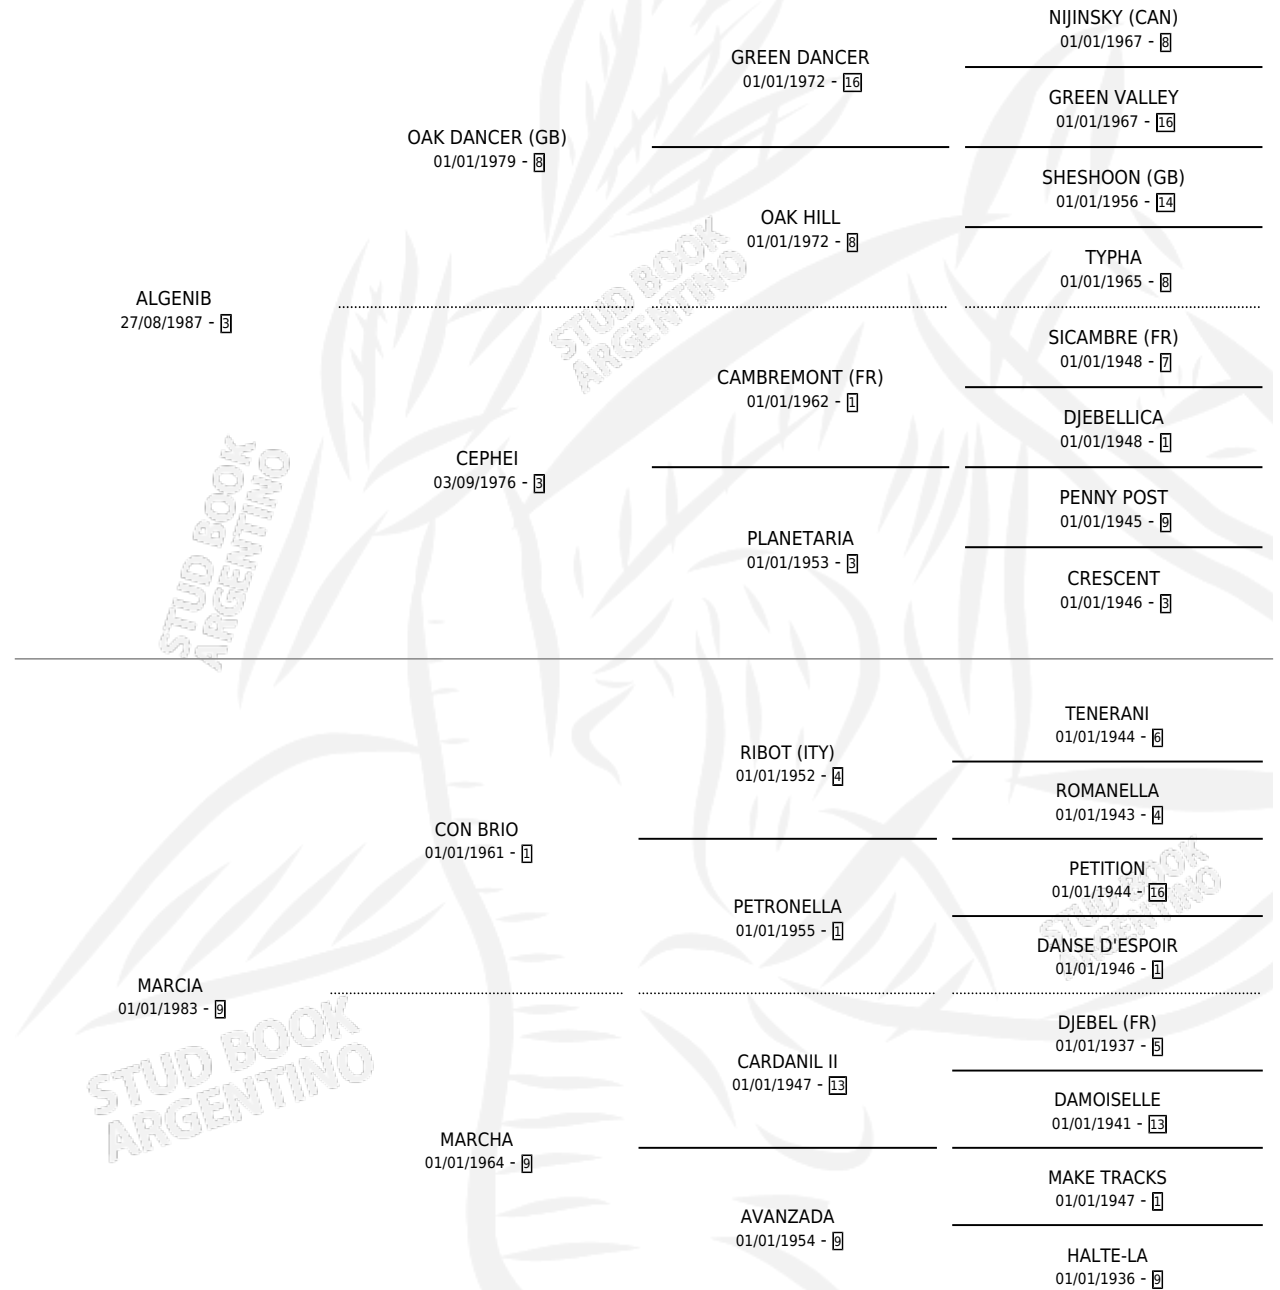 NIJINSKY (CAN)
01/01/1967 - 8
GREEN DANCER
01/01/1972 - 16
GREEN VALLEY
01/01/1967 - 16
OAK DANCER (GB)
01/01/1979 - 8
SHESHOON (GB)
01/01/1956 - 14
OAK HILL
01/01/1972 - 8
TYPHA
01/01/1965 - 8
STUD BOOK
ARGENTINO
ALGENIB
27/08/1987 - 3
SICAMBRE (FR)
01/01/1948 - 7
CAMBREMONT (FR)
01/01/1962 - 1
DJEBELLICA
01/01/1948 - 1
CEPHEI
03/09/1976 - 3
PENNY POST
01/01/1945 - 9
PLANETARIA
01/01/1953 - 3
CRESCENT
01/01/1946 - 3
STUD BOOK
ARGENTINO
TENERANI
01/01/1944 - 6
RIBOT (ITY)
01/01/1952 - 4
ROMANELLA
01/01/1943 - 4
CON BRIO
01/01/1961 - 1
PETITION
01/01/1944 - 16
PETRONELLA
01/01/1955 - 1
DANSE D'ESPOIR
01/01/1946 - 1
STUD BOOK
ARGENTINO
MARCIA
01/01/1983 - 9
DJEBEL (FR)
01/01/1937 - 5
CARDANIL II
01/01/1947 - 13
DAMOISELLE
01/01/1941 - 13
STUD BOOK
ARGENTINO
MARCHA
01/01/1964 - 9
MAKE TRACKS
01/01/1947 - 1
AVANZADA
01/01/1954 - 9
HALTE-LA
01/01/1936 - 9